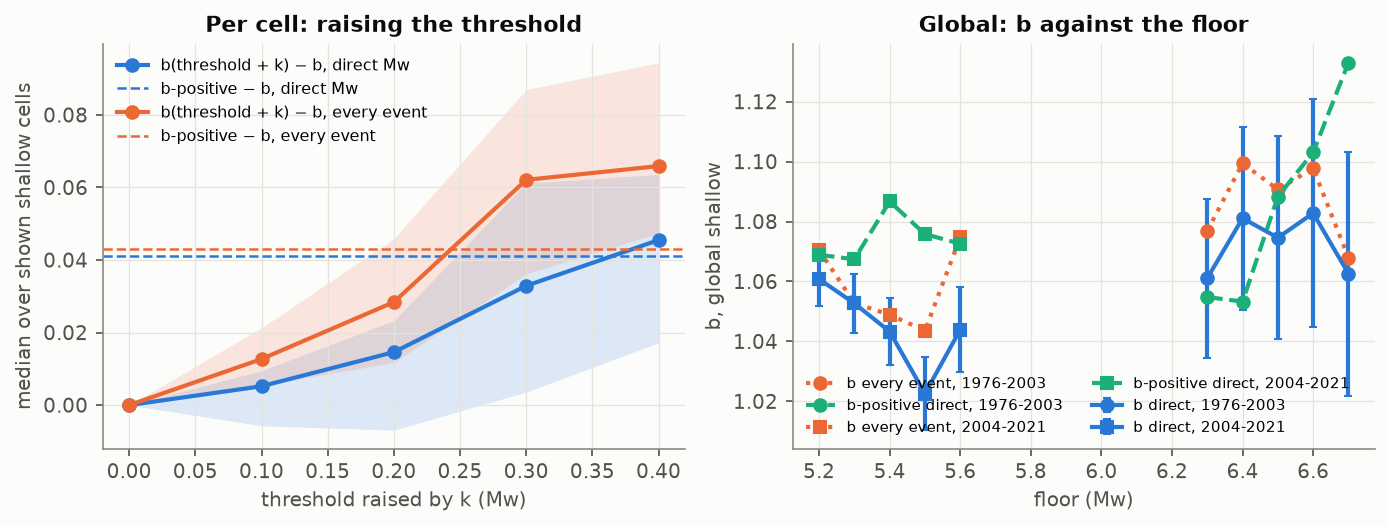 Per cell: raising the threshold
b(threshold + k) − b, direct Mw
b-positive − b, direct Mw
b(threshold + k) − b, every event
b-positive − b, every event
median over shown shallow cells
0.08
0.06
0.04
0.02
0.00
0.00 0.05 0.10 0.15 0.20 0.25 0.30 0.35 0.40
threshold raised by k (Mw)
Global: b against the floor
b, global shallow
1.12
1.10
1.08
1.06
1.04
1.02
b every event, 1976-2003
b-positive direct, 1976-2003
b every event, 2004-2021
b-positive direct, 2004-2021
b direct, 1976-2003
b direct, 2004-2021
5.2 5.4 5.6 5.8 6.0 6.2 6.4 6.6
floor (Mw)